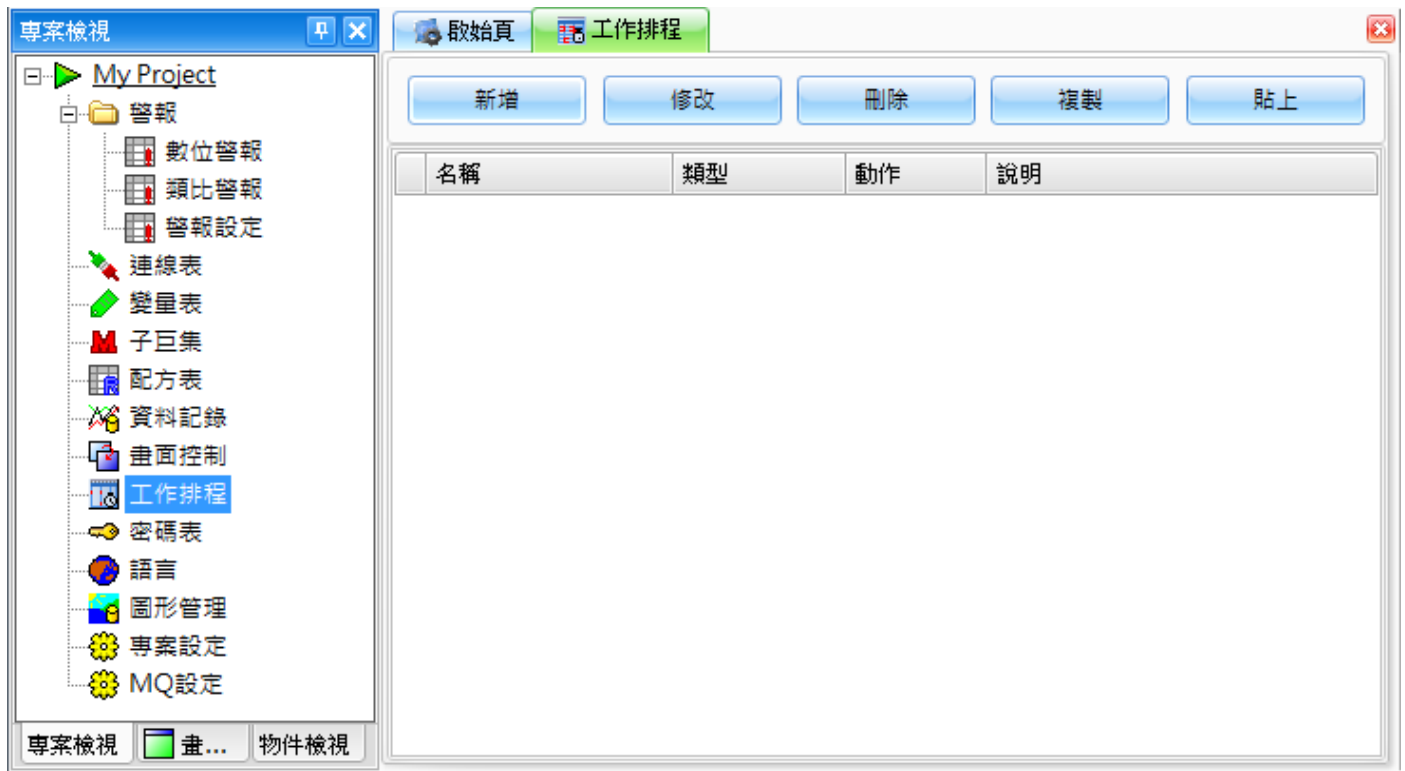 專案檢視
My Project
警報
數位警報
類比警報
警報設定
連線表
變量表
子巨集
配方表
資料記錄
畫面控制
工作排程
密碼表
語言
圖形管理
專案設定
MQ設定
專案檢視 畫... 物件檢視
啟始頁 工作排程
新增 修改 刪除 複製 貼上
名稱 類型 動作 說明